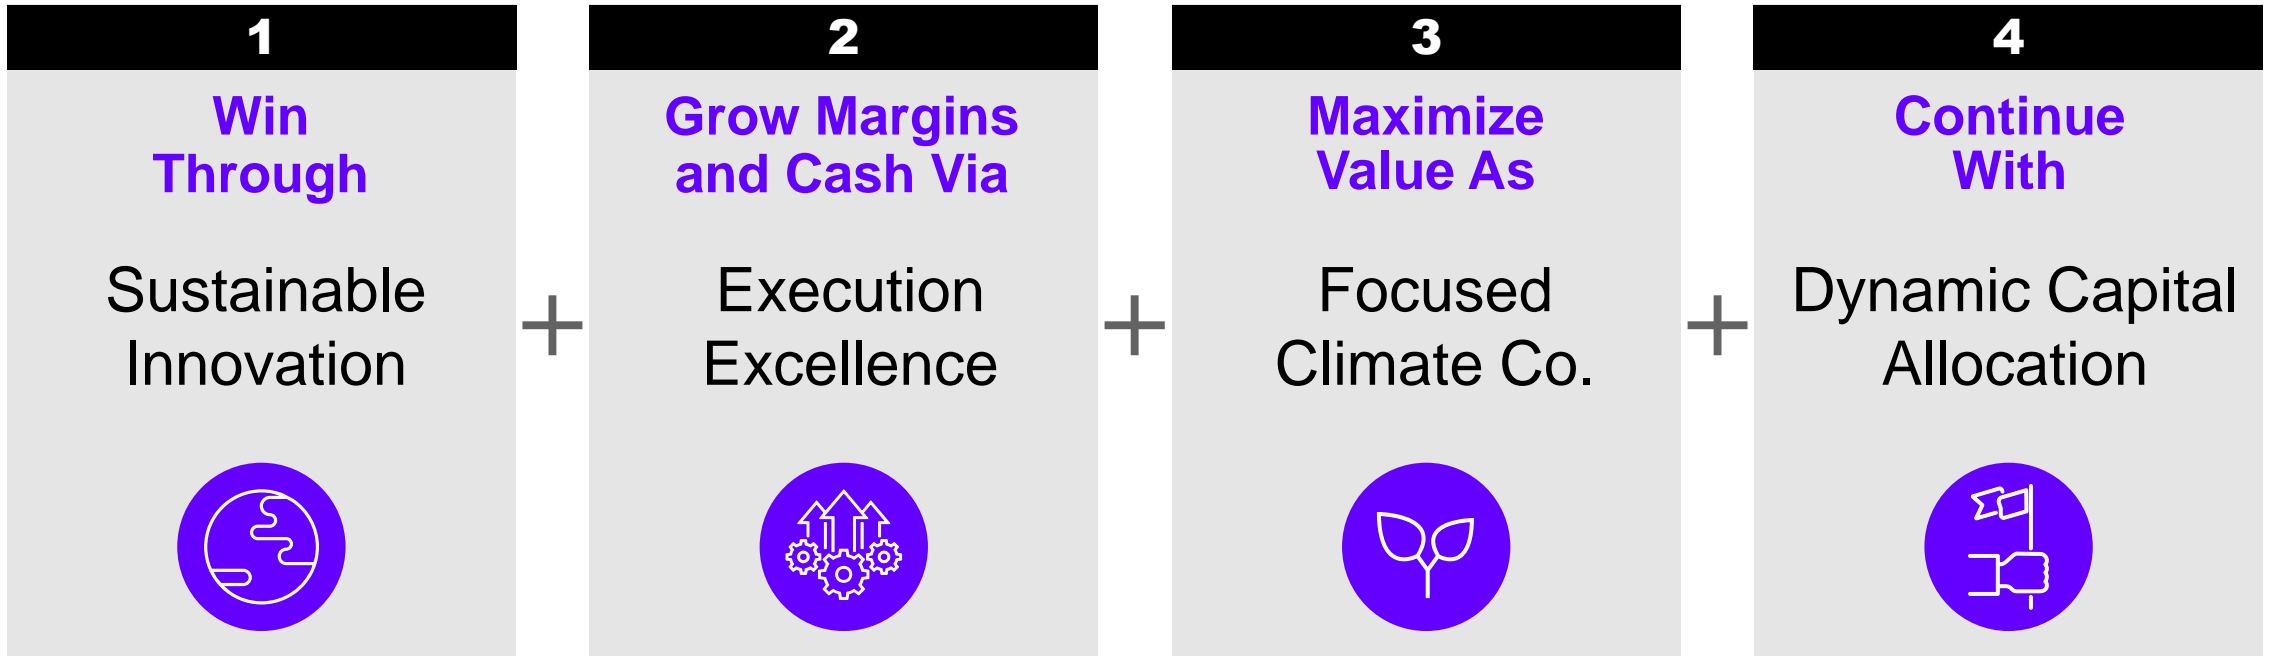 1
Win
Through
Sustainable
Innovation
+
2
Grow Margins
and Cash Via
Execution
Excellence
+
3
Maximize
Value As
Focused
Climate Co.
+
4
Continue
With
Dynamic Capital
Allocation